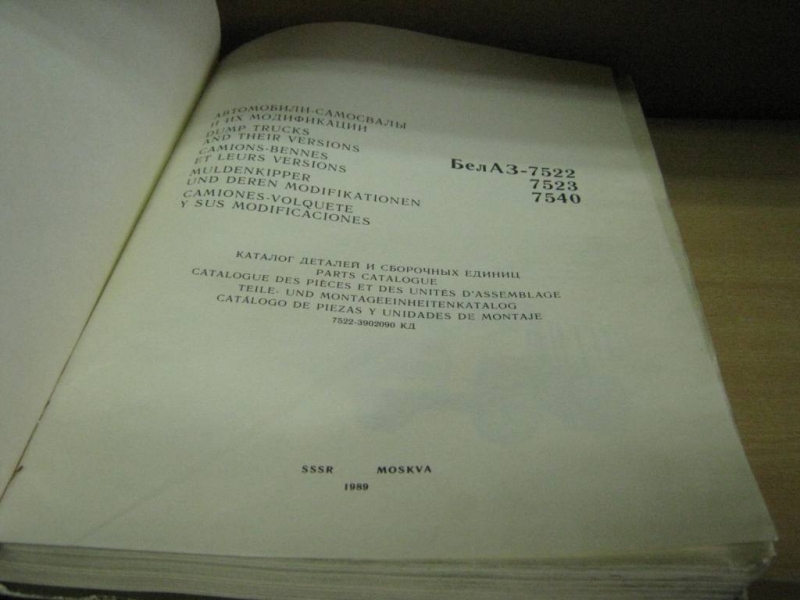 АВТОМОБИЛИ-САМОСВАЛЫ
И ИХ МОДИФИКАЦИИ
DUMP TRUCKS
AND THEIR VERSIONS
CAMIONS-BENNES
ET LEURS VERSIONS
MULDENKIPPER
UND DEREN MODIFIKATIONEN
CAMIONES-VOLQUETE
Y SUS MODIFICACIONES
БелАЗ-7522
7523
7540
КАТАЛОГ ДЕТАЛЕЙ И СБОРОЧНЫХ ЕДИНИЦ
PARTS CATALOGUE
CATALOGUE DES PIÈCES ET DES UNITÉS D'ASSEMBLAGE
TEILE- UND MONTAGEEINHEITENKATALOG
CATÁLOGO DE PIEZAS Y UNIDADES DE MONTAJE
7522-3902090 КД
SSSR MOSKVA
1989